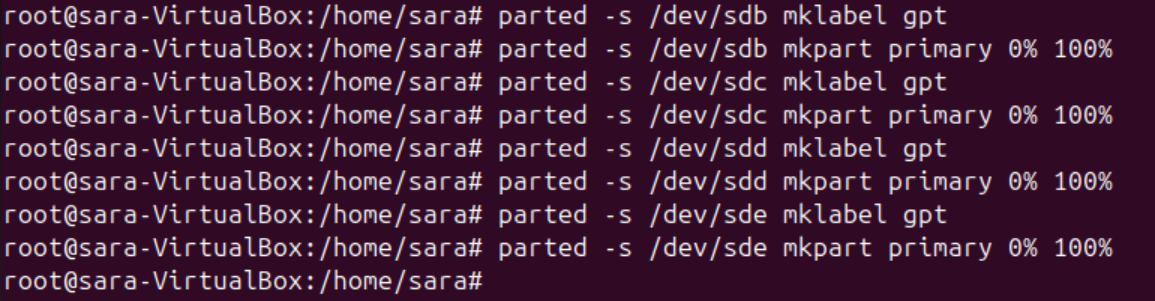 root@sara-VirtualBox:/home/sara# parted -s /dev/sdb mklabel gpt
root@sara-VirtualBox:/home/sara# parted -s /dev/sdb mkpart primary 0% 100%
root@sara-VirtualBox:/home/sara# parted -s /dev/sdc mklabel gpt
root@sara-VirtualBox:/home/sara# parted -s /dev/sdc mkpart primary 0% 100%
root@sara-VirtualBox:/home/sara# parted -s /dev/sdd mklabel gpt
root@sara-VirtualBox:/home/sara# parted -s /dev/sdd mkpart primary 0% 100%
root@sara-VirtualBox:/home/sara# parted -s /dev/sde mklabel gpt
root@sara-VirtualBox:/home/sara# parted -s /dev/sde mkpart primary 0% 100%
root@sara-VirtualBox:/home/sara#